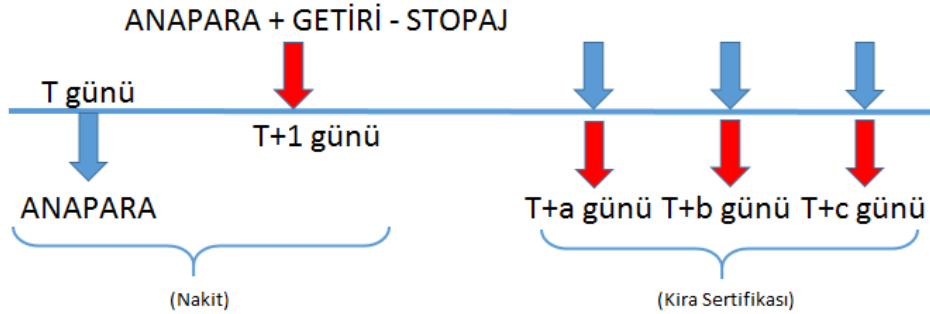 ANAPARA + GETİRİ - STOPAJ
T günü
T+1 günü
ANAPARA
T+a günü T+b günü T+c günü
(Nakit)
(Kira Sertifikası)